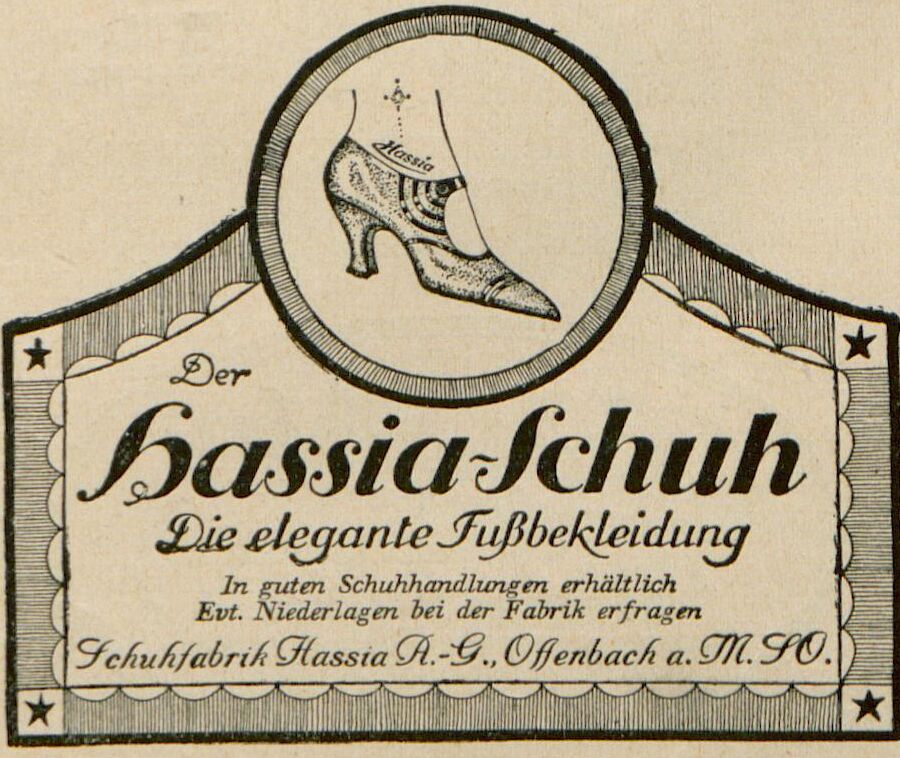 Hassia
Der
Hassia-Schuh
Die elegante Fußbekleidung
In guten Schuhhandlungen erhältlich
Evt. Niederlagen bei der Fabrik erfragen
Schuhfabrik Hassia A.-G., Offenbach a. M. SO.